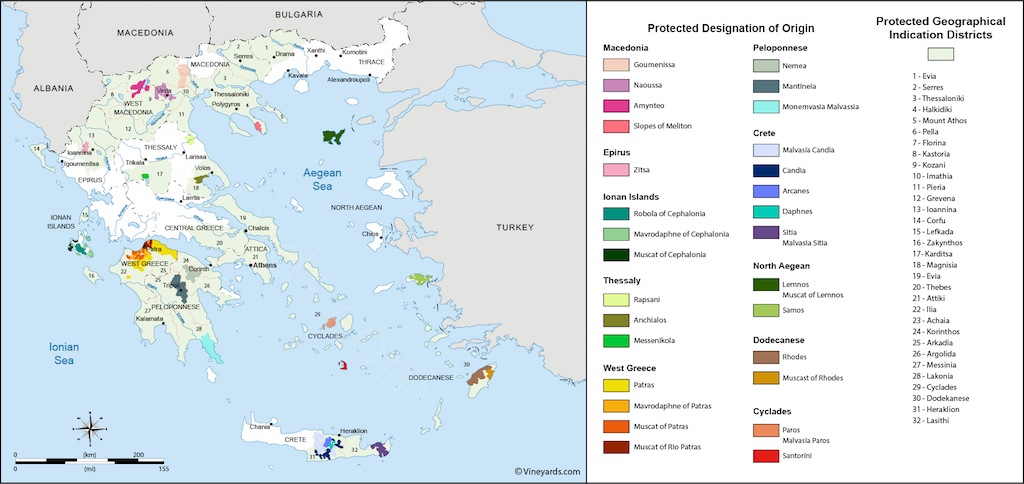 BULGARIA
MACEDONIA
ALBANIA
TURKEY
MACEDONIA
THRACE
Xanthi
Komotini
Serres
Drama
Kavala
Alexandroupoli
Veria
Thessaloniki
Polygyros
WEST
MACEDONIA
Ioannina
Igoumenitsa
EPIRUS
THESSALY
Trikala
Larissa
Volos
Lamria
Aegean
Sea
NORTH AEGEAN
IONAN
ISLANDS
CENTRAL GREECE
Chalcis
Chios
ATTICA
Athens
Patra
WEST GREECE
Corinth
Tripoli
PELOPONNESE
Kalamata
CYCLADES
Ionian
Sea
DODECANESE
Chania
CRETE
Heraklion
0 (km) 200
0 (mi) 155
©Vineyards.com
Protected Designation of Origin
Macedonia
Goumenissa
Naoussa
Amynteo
Slopes of Meliton
Epirus
Zitsa
Ionan Islands
Robola of Cephalonia
Mavrodaphne of Cephalonia
Muscat of Cephalonia
Thessaly
Rapsani
Anchialos
Messenikola
West Greece
Patras
Mavrodaphne of Patras
Muscat of Patras
Muscat of Rio Patras
Peloponnese
Nemea
Mantineia
Monemvasia Malvassia
Crete
Malvasia Candia
Candia
Arcanes
Daphnes
Sitia
Malvasia Sitia
North Aegean
Lemnos
Muscat of Lemnos
Samos
Dodecanese
Rhodes
Muscast of Rhodes
Cyclades
Paros
Malvasia Paros
Santorini
Protected Geographical
Indication Districts
1 - Evia
2 - Serres
3 - Thessaloniki
4 - Halkidiki
5 - Mount Athos
6 - Pella
7 - Florina
8 - Kastoria
9 - Kozani
10 - Imathia
11 - Pieria
12 - Grevena
13 - Ioannina
14 - Corfu
15 - Lefkada
16 - Zakynthos
17 - Karditsa
18 - Magnisia
19 - Evia
20 - Thebes
21 - Attiki
22 - Ilia
23 - Achaia
24 - Korinthos
25 - Arkadia
26 - Argolida
27 - Messinia
28 - Lakonia
29 - Cyclades
30 - Dodekanese
31 - Heraklion
32 - Lasithi